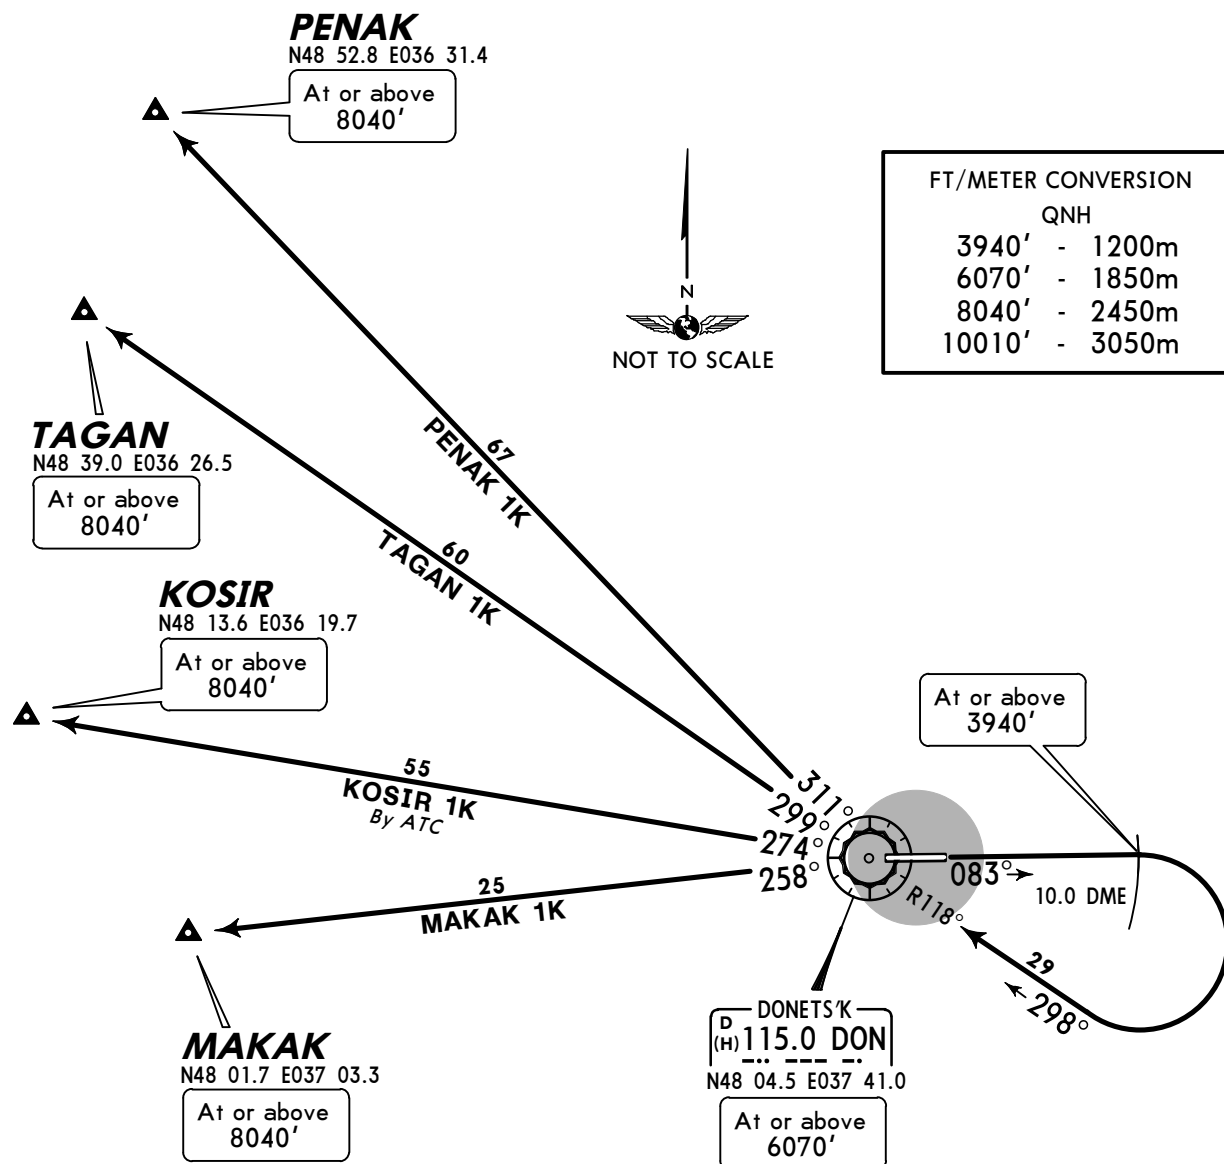 PENAK
N48 52.8 E036 31.4
At or above
8040'
FT/METER CONVERSION
QNH
3940' - 1200m
6070' - 1850m
8040' - 2450m
10010' - 3050m
N
NOT TO SCALE
TAGAN
N48 39.0 E036 26.5
At or above
8040'
67
PENAK 1K
60
TAGAN 1K
KOSIR
N48 13.6 E036 19.7
At or above
8040'
At or above
3940'
55
KOSIR 1K
By ATC
311°
299°
274°
258°
083°
10.0 DME
R118°
25
MAKAK 1K
29
298°
MAKAK
N48 01.7 E037 03.3
At or above
8040'
DONETS'K
D
(H) 115.0 DON
N48 04.5 E037 41.0
At or above
6070'